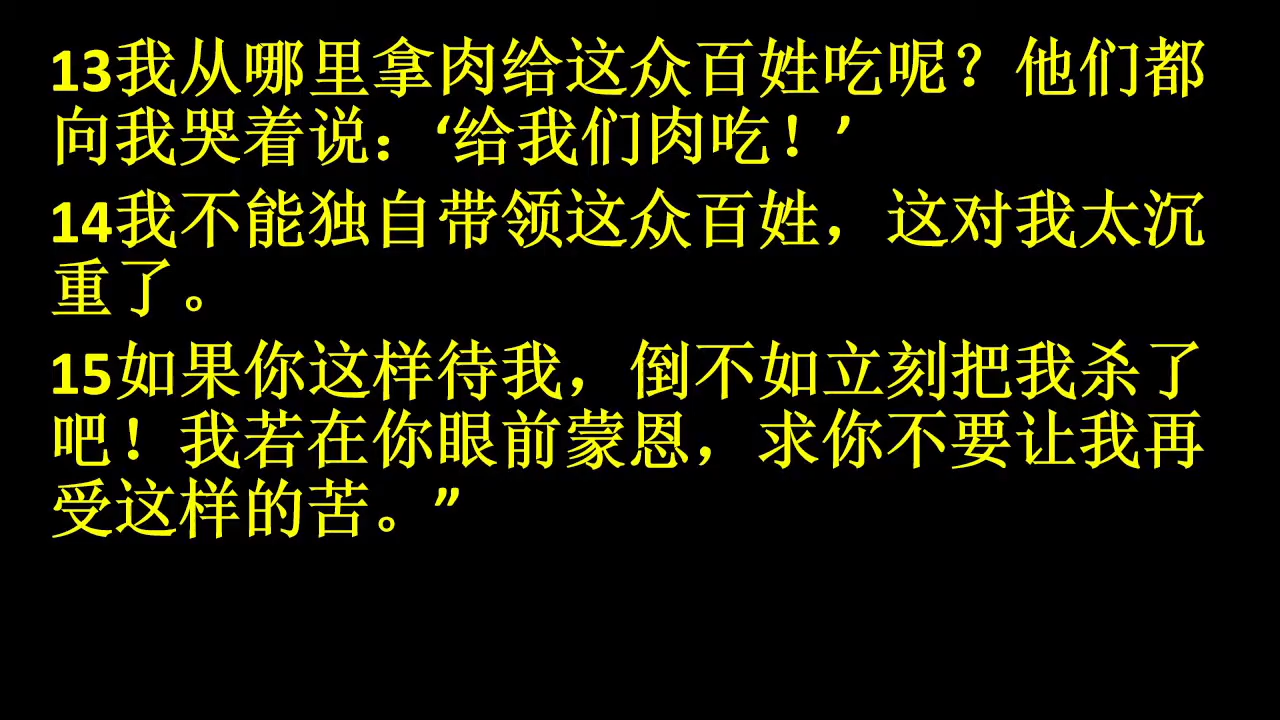 13我从哪里拿肉给这众百姓吃呢？他们都
向我哭着说：‘给我们肉吃！’
14我不能独自带领这众百姓，这对我太沉
重了。
15如果你这样待我，倒不如立刻把我杀了
吧！我若在你眼前蒙恩，求你不要让我再
受这样的苦。”